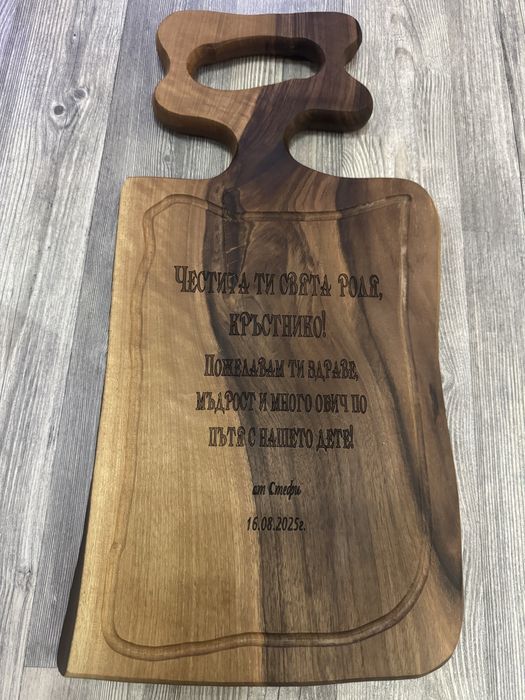 Честира ти свята роля,
кръстнико!
Пожелавам ти здраве,
мъдрост и много обич по
пътя с нашето дете!
от Стефи
16.08.2025г.